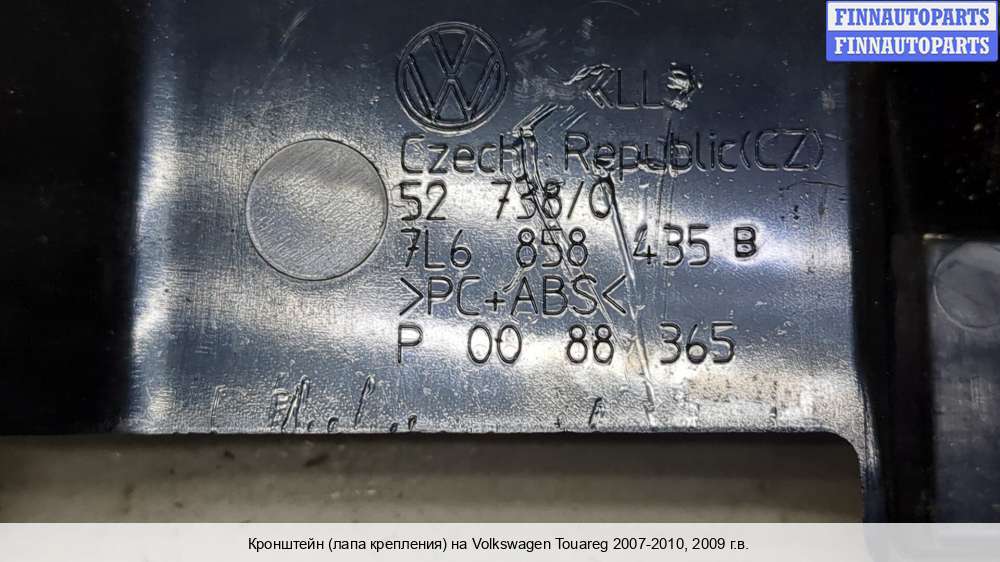 FINNAUTOPARTS
FINNAUTOPARTS
Czech Republic(CZ)
52 738/0
7L6 858 435 B
>PC+ABS<
P 00 88 365
Кронштейн (лапа крепления) на Volkswagen Touareg 2007-2010, 2009 г.в.